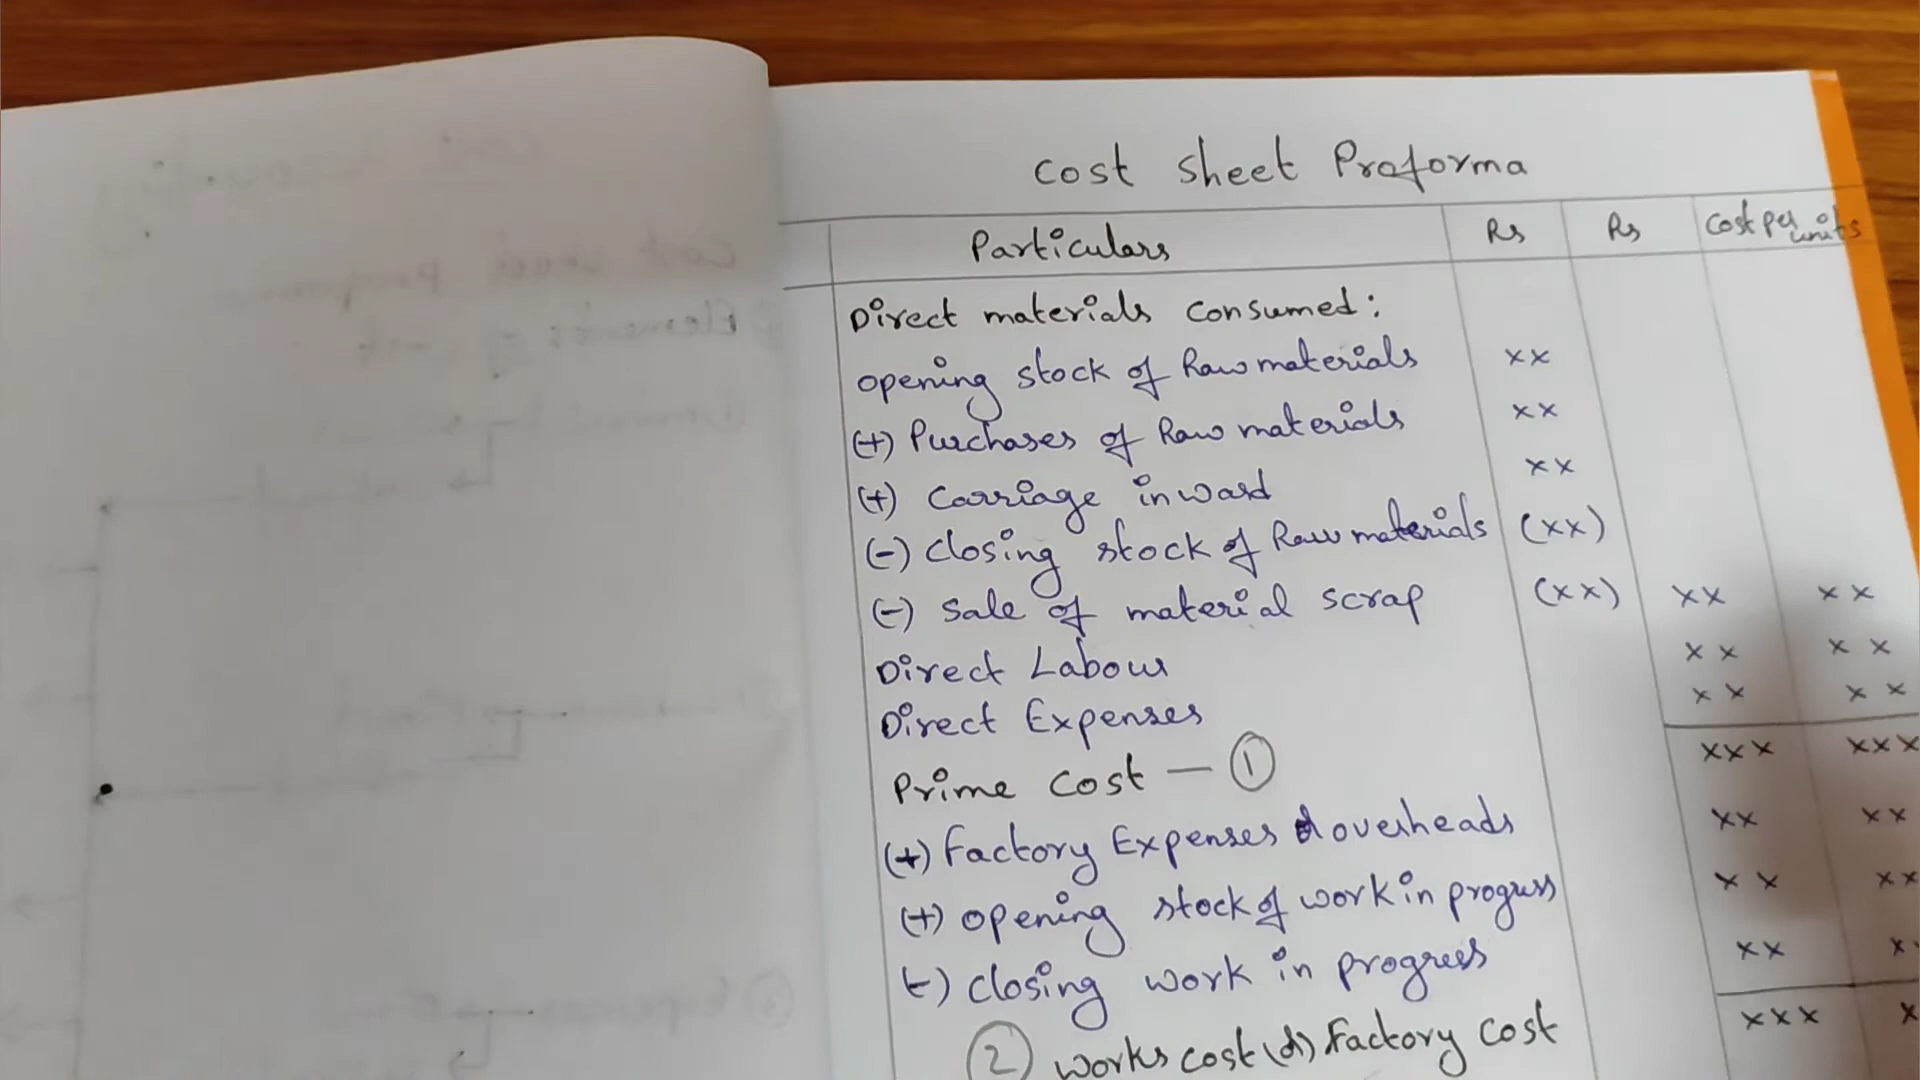 Cost Sheet Proforma
Particulars Rs Rs Cost per units
Direct materials consumed:
Opening stock of Raw materials xx
(+) Purchases of Raw materials xx
(+) Carriage inward xx
(-) Closing stock of Raw materials (xx)
(-) Sale of material scrap (xx) xx xx
Direct Labour xx xx
Direct Expenses xx xx
Prime Cost — ① xxx xxx
(+) Factory Expenses overheads xx xx
(+) Opening stock of work in progress xx xx
(-) Closing work in progress xx x
② Works cost (or) Factory Cost xxx x